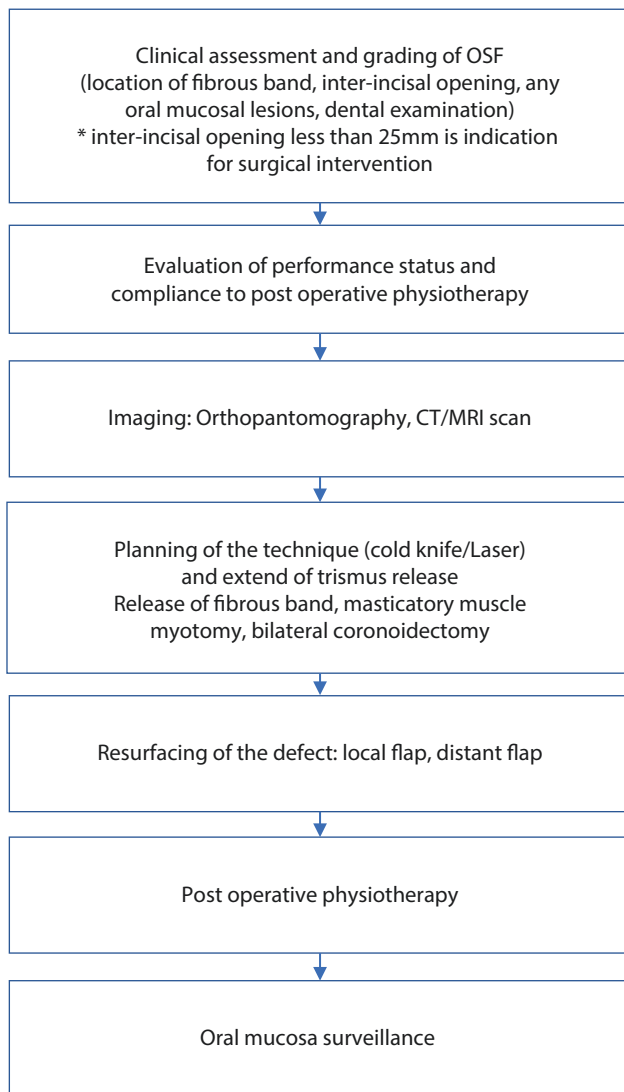 Clinical assessment and grading of OSF
(location of fibrous band, inter-incisal opening, any
oral mucosal lesions, dental examination)
* inter-incisal opening less than 25mm is indication
for surgical intervention
Evaluation of performance status and
compliance to post operative physiotherapy
Imaging: Orthopantomography, CT/MRI scan
Planning of the technique (cold knife/Laser)
and extend of trismus release
Release of fibrous band, masticatory muscle
myotomy, bilateral coronoidectomy
Resurfacing of the defect: local flap, distant flap
Post operative physiotherapy
Oral mucosa surveillance